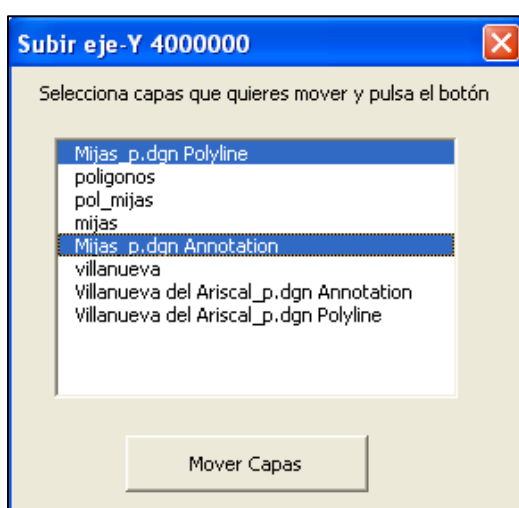 Subir eje-Y 4000000
Selecciona capas que quieres mover y pulsa el botón
Mijas_p.dgn Polyline
poligonos
pol_mijas
mijas
Mijas_p.dgn Annotation
villanueva
Villanueva del Ariscal_p.dgn Annotation
Villanueva del Ariscal_p.dgn Polyline
Mover Capas